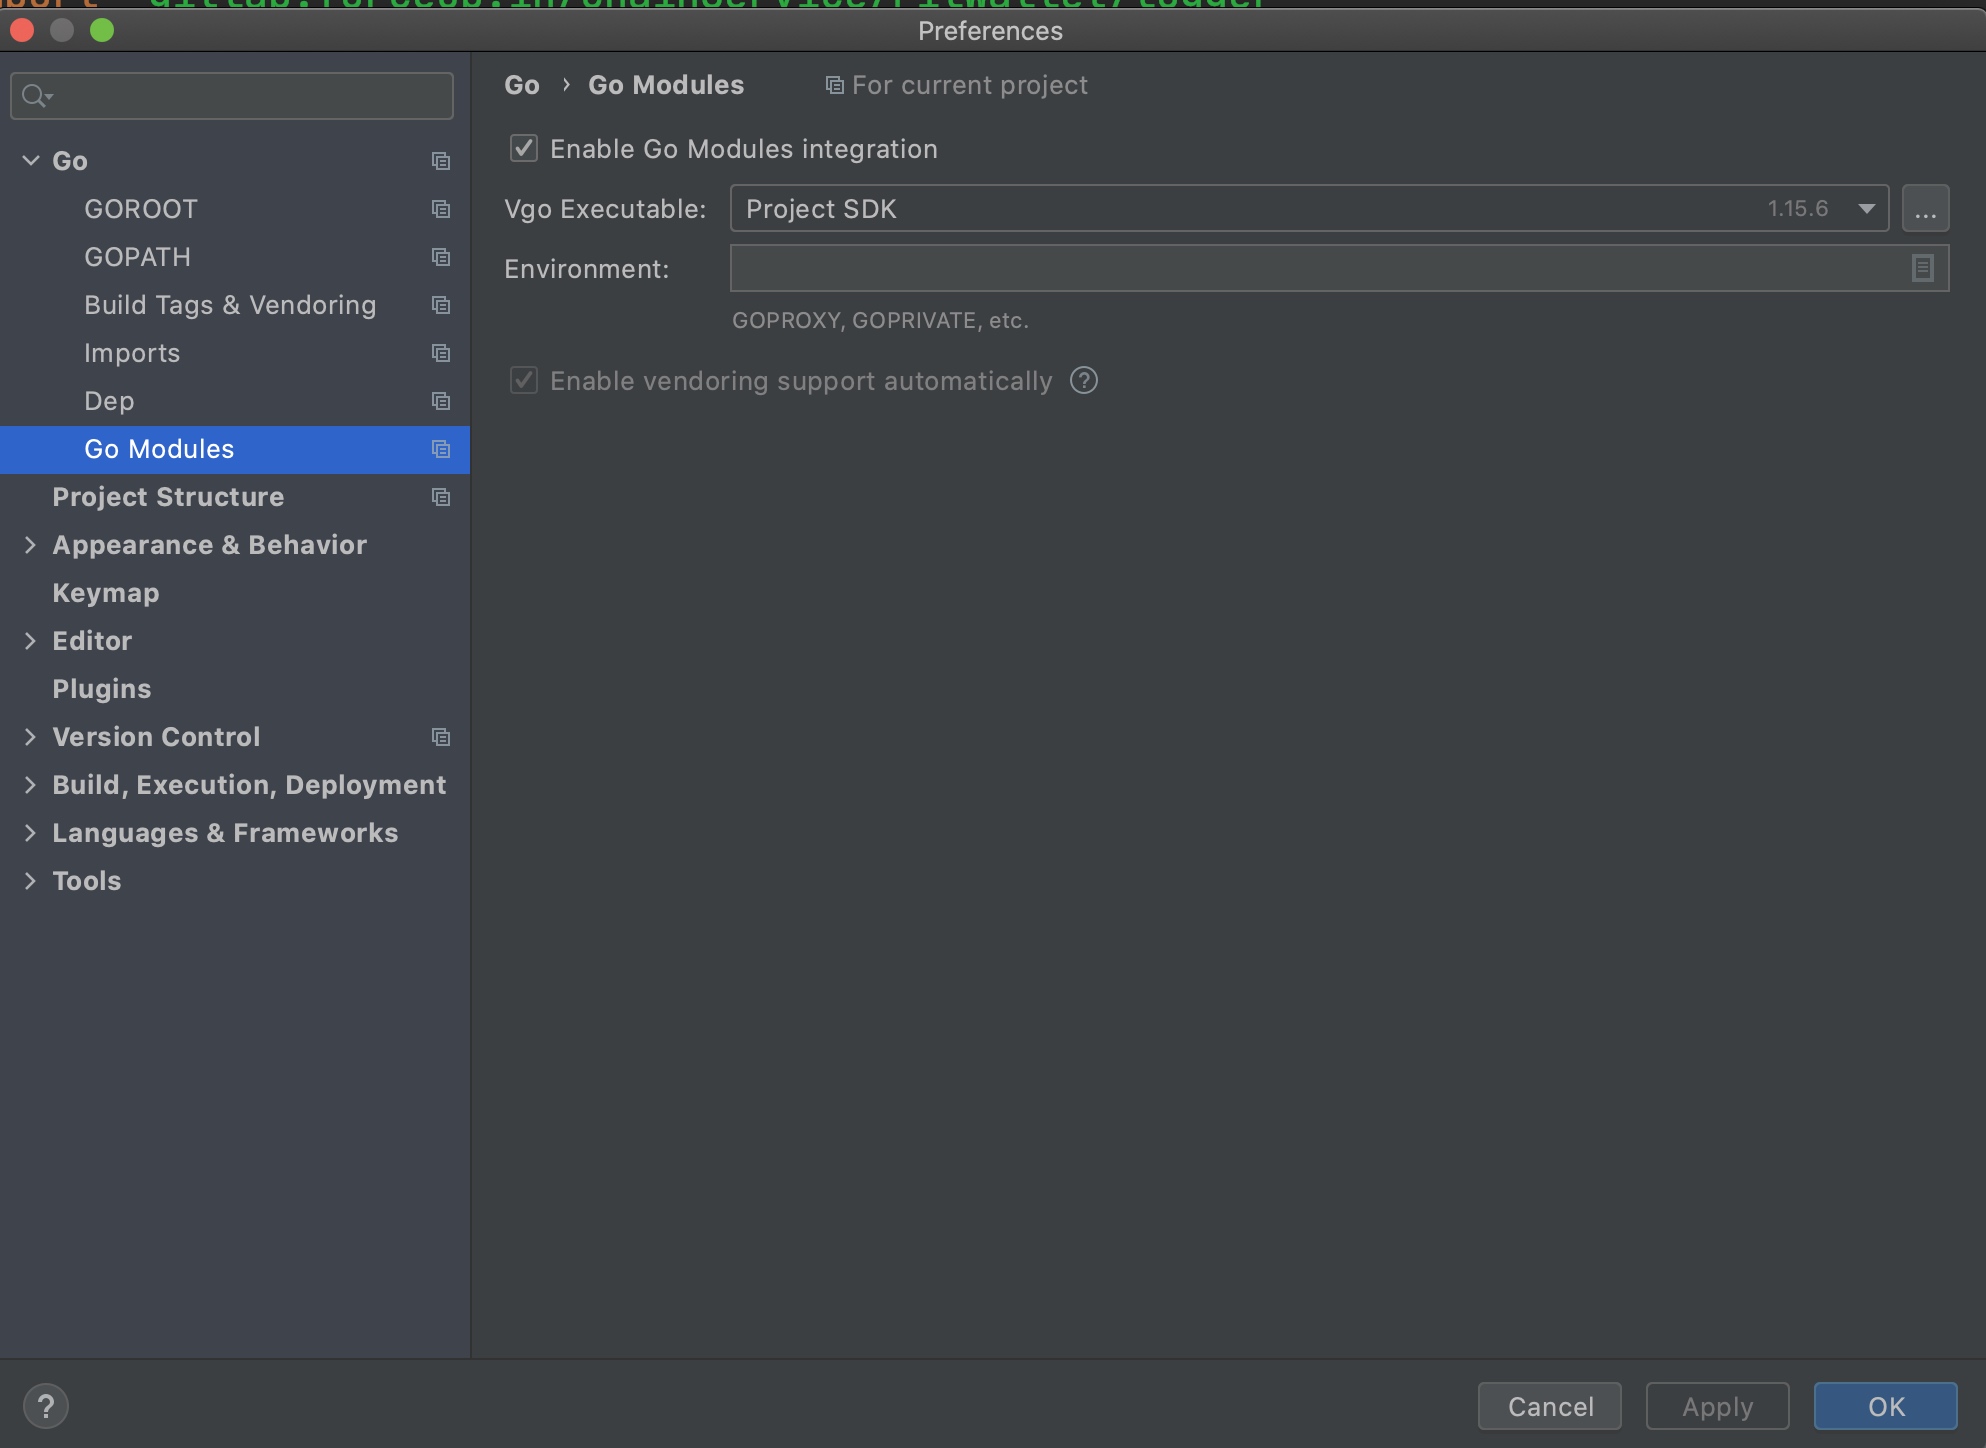 Preferences
Go › Go Modules For current project
Enable Go Modules integration
Vgo Executable: Project SDK 1.15.6 ...
Environment:
GOPROXY, GOPRIVATE, etc.
Enable vendoring support automatically ?
Go
GOROOT
GOPATH
Build Tags & Vendoring
Imports
Dep
Go Modules
Project Structure
Appearance & Behavior
Keymap
Editor
Plugins
Version Control
Build, Execution, Deployment
Languages & Frameworks
Tools
? Cancel Apply OK